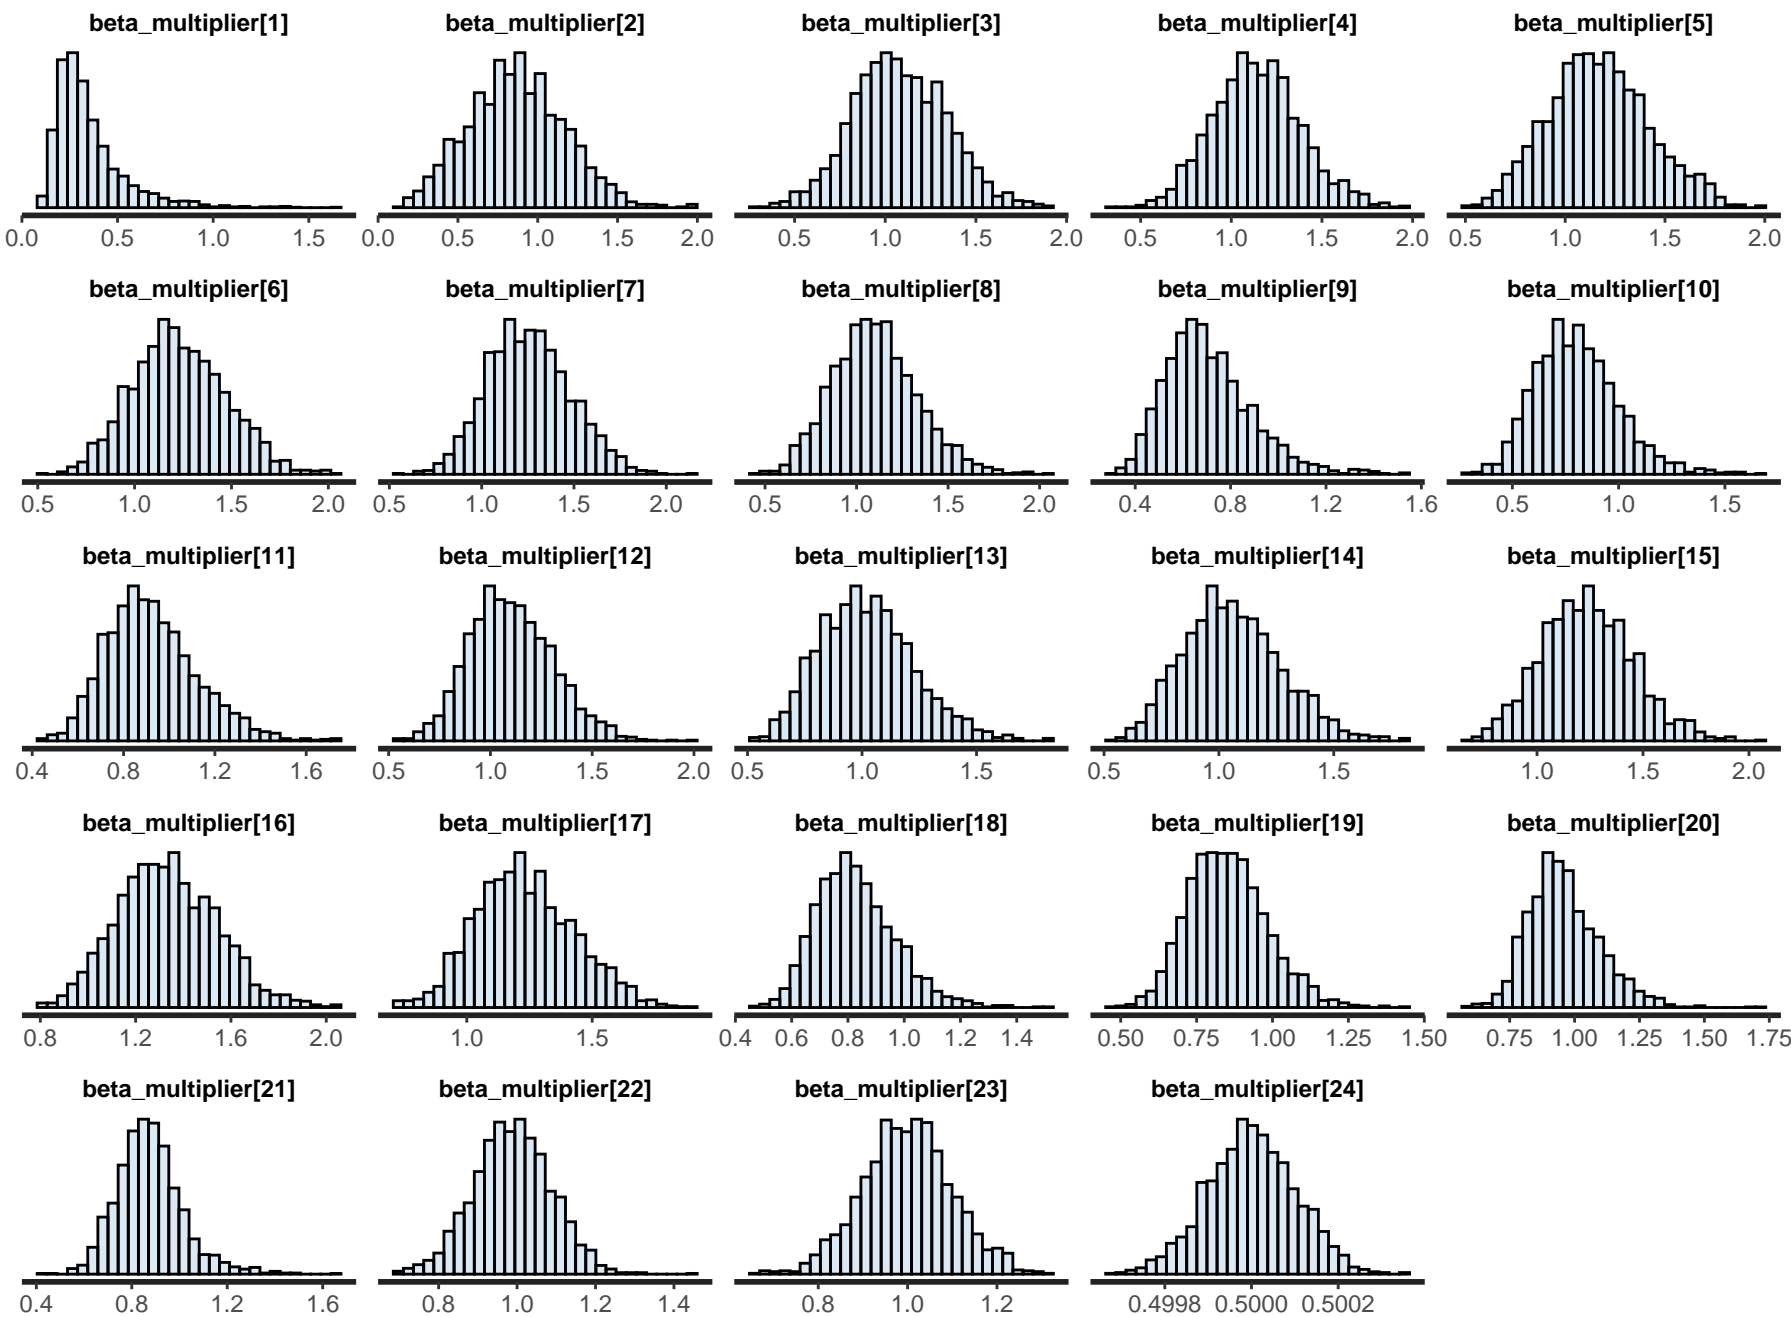 beta_multiplier[1] beta_multiplier[2] beta_multiplier[3] beta_multiplier[4] beta_multiplier[5]
0.0 0.5 1.0 1.5 0.0 0.5 1.0 1.5 2.0 0.5 1.0 1.5 2.0 0.5 1.0 1.5 2.0 0.5 1.0 1.5 2.0
beta_multiplier[6] beta_multiplier[7] beta_multiplier[8] beta_multiplier[9] beta_multiplier[10]
0.5 1.0 1.5 2.0 0.5 1.0 1.5 2.0 0.5 1.0 1.5 2.0 0.4 0.8 1.2 1.6 0.5 1.0 1.5
beta_multiplier[11] beta_multiplier[12] beta_multiplier[13] beta_multiplier[14] beta_multiplier[15]
0.4 0.8 1.2 1.6 0.5 1.0 1.5 2.0 0.5 1.0 1.5 0.5 1.0 1.5 1.0 1.5 2.0
beta_multiplier[16] beta_multiplier[17] beta_multiplier[18] beta_multiplier[19] beta_multiplier[20]
0.8 1.2 1.6 2.0 1.0 1.5 0.4 0.6 0.8 1.0 1.2 1.4 0.50 0.75 1.00 1.25 1.50 0.75 1.00 1.25 1.50 1.75
beta_multiplier[21] beta_multiplier[22] beta_multiplier[23] beta_multiplier[24]
0.4 0.8 1.2 1.6 0.8 1.0 1.2 1.4 0.8 1.0 1.2 0.4998 0.5000 0.5002